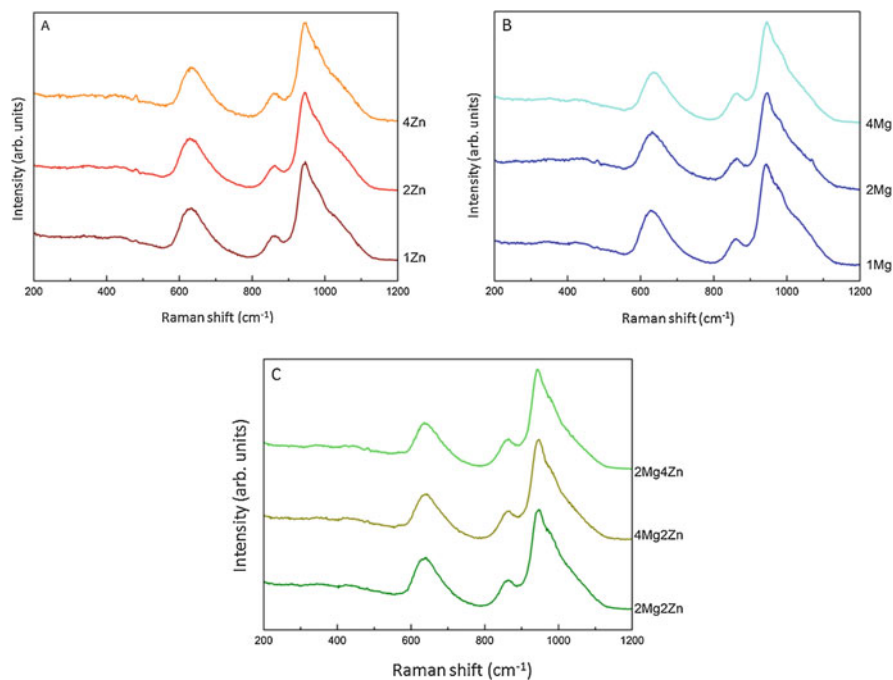 A
Intensity (arb. units)
4Zn
2Zn
1Zn
200 400 600 800 1000 1200
Raman shift (cm⁻¹)
B
Intensity (arb. units)
4Mg
2Mg
1Mg
200 400 600 800 1000 1200
Raman shift (cm⁻¹)
C
Intensity (arb. units)
2Mg4Zn
4Mg2Zn
2Mg2Zn
200 400 600 800 1000 1200
Raman shift (cm⁻¹)